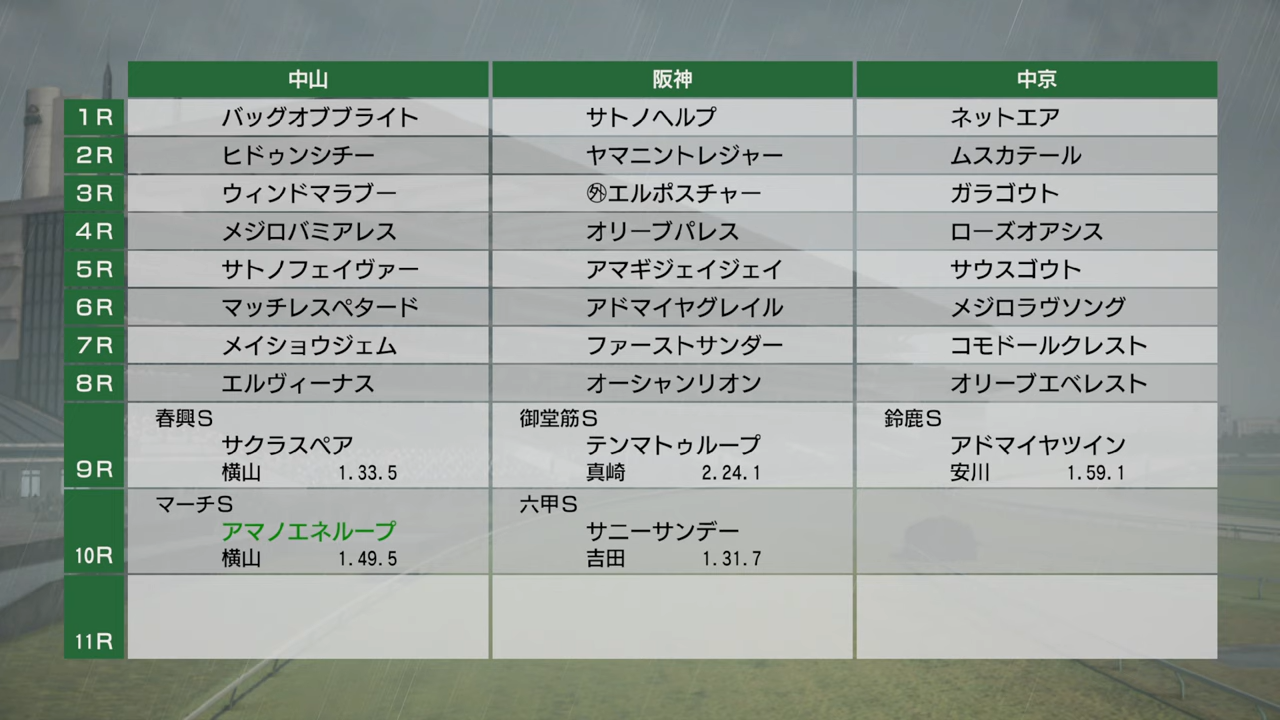 中山 阪神 中京
1R バッグオブブライト サトノヘルプ ネットエア
2R ヒドゥンシチー ヤマニントレジャー ムスカテール
3R ウィンドマラブー ㊕エルポスチャー ガラゴウト
4R メジロバミアレス オリーブパレス ローズオアシス
5R サトノフェイヴァー アマギジェイジェイ サウスゴウト
6R マッチレスペタード アドマイヤグレイル メジロラヴソング
7R メイショウジェム ファーストサンダー コモドールクレスト
8R エルヴィーナス オーシャンリオン オリーブエベレスト
春興S 御堂筋S 鈴鹿S
サクラスペア テンマトゥループ アドマイヤツイン
9R 横山 1.33.5 真崎 2.24.1 安川 1.59.1
マーチS 六甲S
アマノエネループ サニーサンデー
10R 横山 1.49.5 吉田 1.31.7
11R